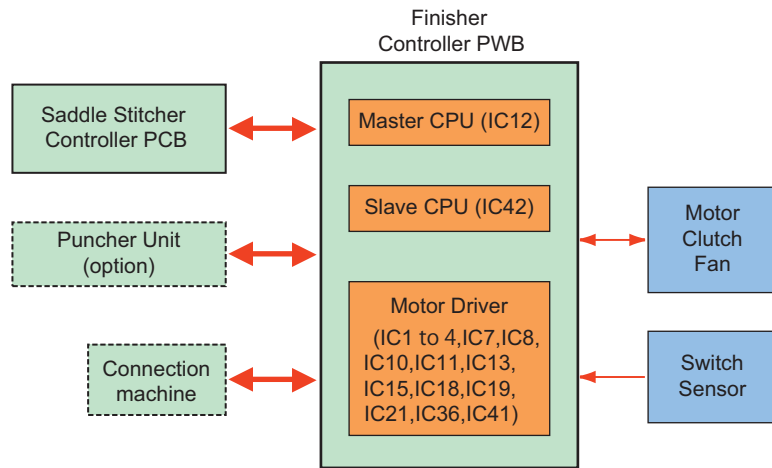 Finisher
Controller PWB
Saddle Stitcher
Controller PCB
Puncher Unit
(option)
Connection
machine
Master CPU (IC12)
Slave CPU (IC42)
Motor Driver
(IC1 to 4,IC7,IC8,
IC10,IC11,IC13,
IC15,IC18,IC19,
IC21,IC36,IC41)
Motor
Clutch
Fan
Switch
Sensor